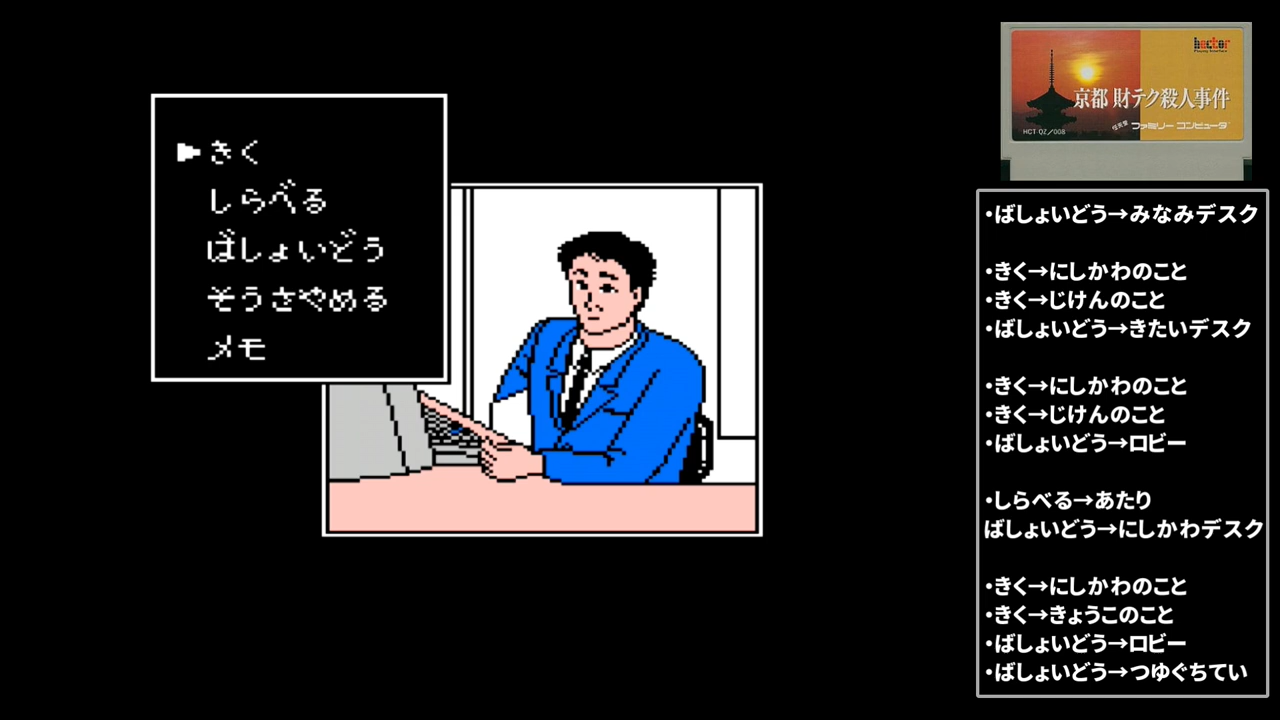 きく
しらべる
ばしょいどう
そうさやめる
メモ
hector
京都 財テク殺人事件
HCT QZ/008
ファミリー コンピュータ
・ばしょいどう→みなみデスク
・きく→にしかわのこと
・きく→じけんのこと
・ばしょいどう→きたいデスク
・きく→にしかわのこと
・きく→じけんのこと
・ばしょいどう→ロビー
・しらべる→あたり
ばしょいどう→にしかわデスク
・きく→にしかわのこと
・きく→きょうこのこと
・ばしょいどう→ロビー
・ばしょいどう→つゆぐちてい